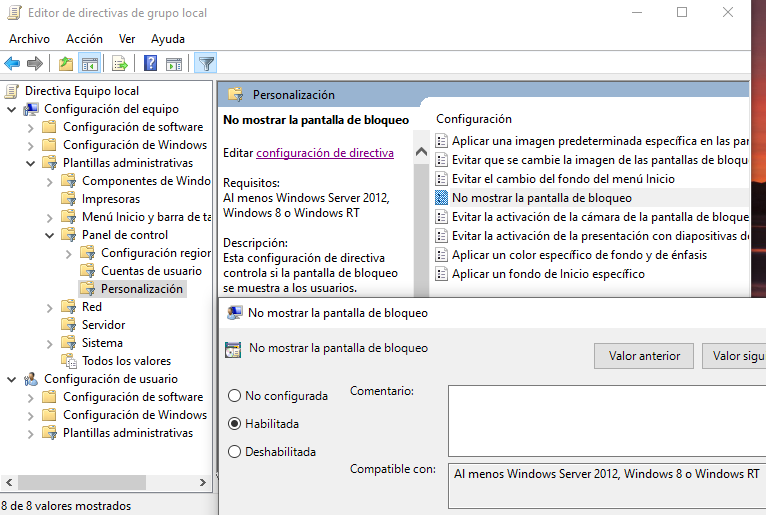 Editor de directivas de grupo local
Archivo Acción Ver Ayuda
Directiva Equipo local
Configuración del equipo
Configuración de software
Configuración de Windows
Plantillas administrativas
Componentes de Windo
Impresoras
Menú Inicio y barra de ta
Panel de control
Configuración region
Cuentas de usuario
Personalización
Red
Servidor
Sistema
Todos los valores
Configuración de usuario
Configuración de software
Configuración de Windows
Plantillas administrativas
8 de 8 valores mostrados
Personalización
No mostrar la pantalla de bloqueo
Editar configuración de directiva
Requisitos:
Al menos Windows Server 2012,
Windows 8 o Windows RT
Descripción:
Esta configuración de directiva
controla si la pantalla de bloqueo
se muestra a los usuarios.
Configuración
Aplicar una imagen predeterminada específica en las pan
Evitar que se cambie la imagen de las pantallas de bloqu
Evitar el cambio del fondo del menú Inicio
No mostrar la pantalla de bloqueo
Evitar la activación de la cámara de la pantalla de bloque
Evitar la activación de la presentación con diapositivas de
Aplicar un color específico de fondo y de énfasis
Aplicar un fondo de Inicio específico
No mostrar la pantalla de bloqueo
No mostrar la pantalla de bloqueo
Valor anterior
Valor sigu
No configurada
Habilitada
Deshabilitada
Comentario:
Compatible con:
Al menos Windows Server 2012, Windows 8 o Windows RT